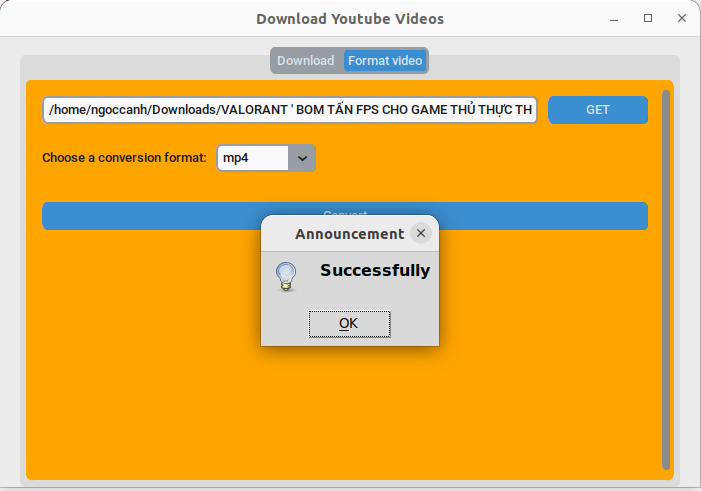 Download Youtube Videos
Download Format video
/home/ngoccanh/Downloads/VALORANT ' BOM TẤN FPS CHO GAME THỦ THỰC TH
GET
Choose a conversion format: mp4
Convert
Announcement
Successfully
OK